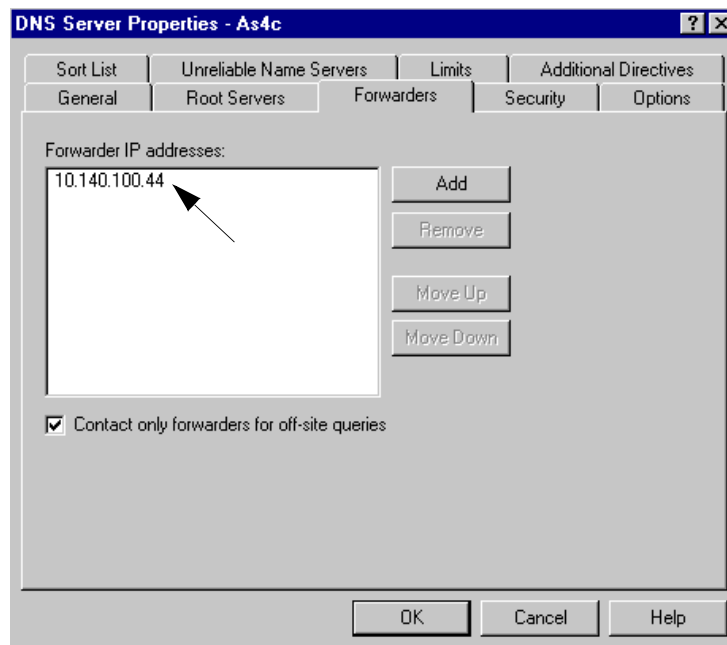 DNS Server Properties - As4c
Sort List
Unreliable Name Servers
Limits
Additional Directives
General
Root Servers
Forwarders
Security
Options
Forwarder IP addresses:
10.140.100.44
Add
Remove
Move Up
Move Down
Contact only forwarders for off-site queries
OK
Cancel
Help